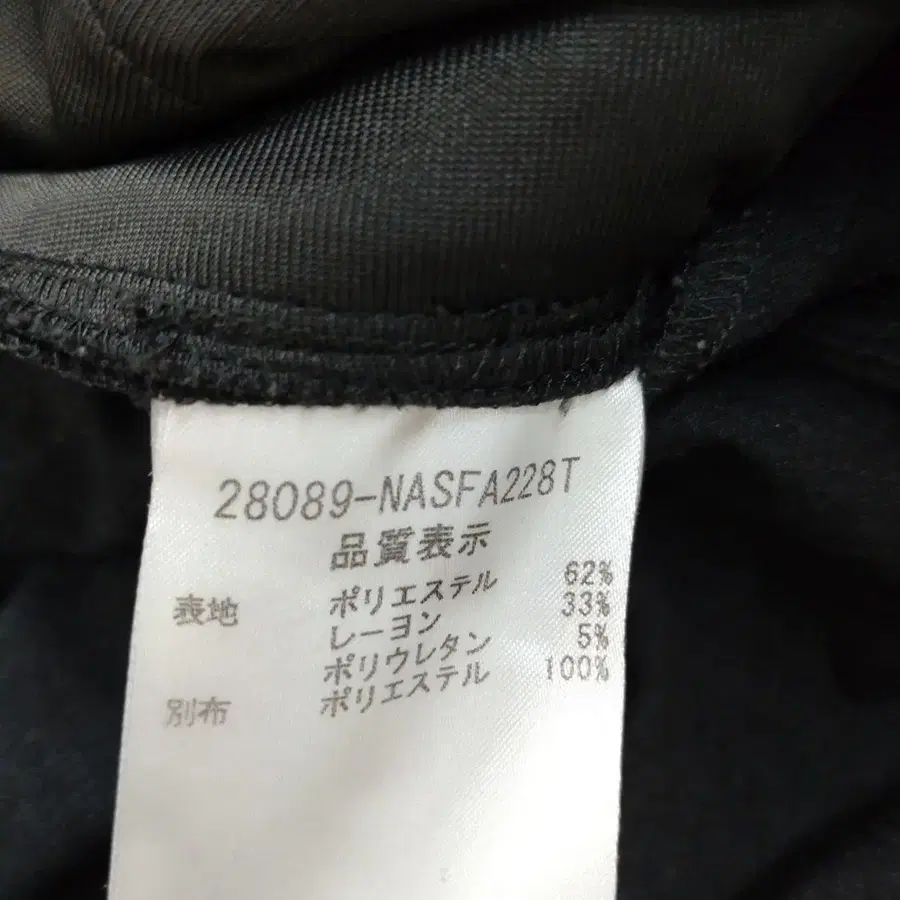 28089-NASFA228T
品質表示
表地 ポリエステル 62%
レーヨン 33%
ポリウレタン 5%
別布 ポリエステル 100%